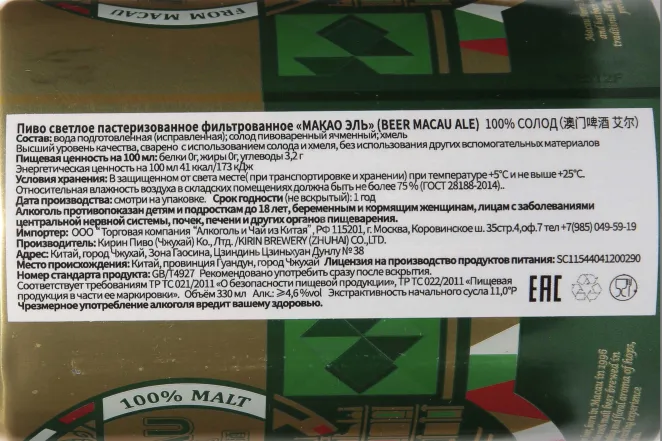 FROM MACAU
Пиво светлое пастеризованное фильтрованное «МАКАО ЭЛЬ» (BEER MACAU ALE) 100% СОЛОД (澳门啤酒 艾尔)
Состав: вода подготовленная (исправленная); солод пивоваренный ячменный; хмель
Высший уровень качества, сварено с использованием солода и хмеля, без использования других вспомогательных материалов
Пищевая ценность на 100 мл: белки 0г, жиры 0г, углеводы 3,2 г
Энергетическая ценность на 100 мл 41 ккал/173 кДж
Условия хранения: В защищенном от света месте( при транспортировке и хранении) при температуре +5°С и не выше +25°С.
Относительная влажность воздуха в складских помещениях должна быть не более 75 % (ГОСТ 28188-2014)..
Дата производства: смотри на упаковке. Срок годности (не вскрытый): 1 год
Алкоголь противопоказан детям и подросткам до 18 лет, беременным и кормящим женщинам, лицам с заболеваниями
центральной нервной системы, почек, печени и других органов пищеварения.
Импортер: ООО "Торговая компания "Алкоголь и Чай из Китая", РФ 115201, г. Москва, Коровинское ш. 35стр.4,оф.7 тел +7(985) 049-59-19
Производитель: Кирин Пиво (Чжухай) Ко., Лтд. /KIRIN BREWERY (ZHUHAI) CO.,LTD.
Адрес: Китай, город Чжухай, Зона Гаосина, Цзиндинь Цзиньхуан Дунлу № 38
Место происхождения: Китай, провинция Гуандун, город Чжухай Лицензия на производство продуктов питания: SC11544041200290
Номер стандарта продукта: GB/T4927 Рекомендовано употребить сразу после вскрытия.
Соответствует требованиям ТР ТС 021/2011 «О безопасности пищевой продукции», ТР ТС 022/2011 «Пищевая
продукция в части ее маркировки». Объём 330 мл Алк.: ⩾4,6 %vol Экстрактивность начального сусла 11,0°P
Чрезмерное употребление алкоголя вредит вашему здоровью.
EAC
100% MALT